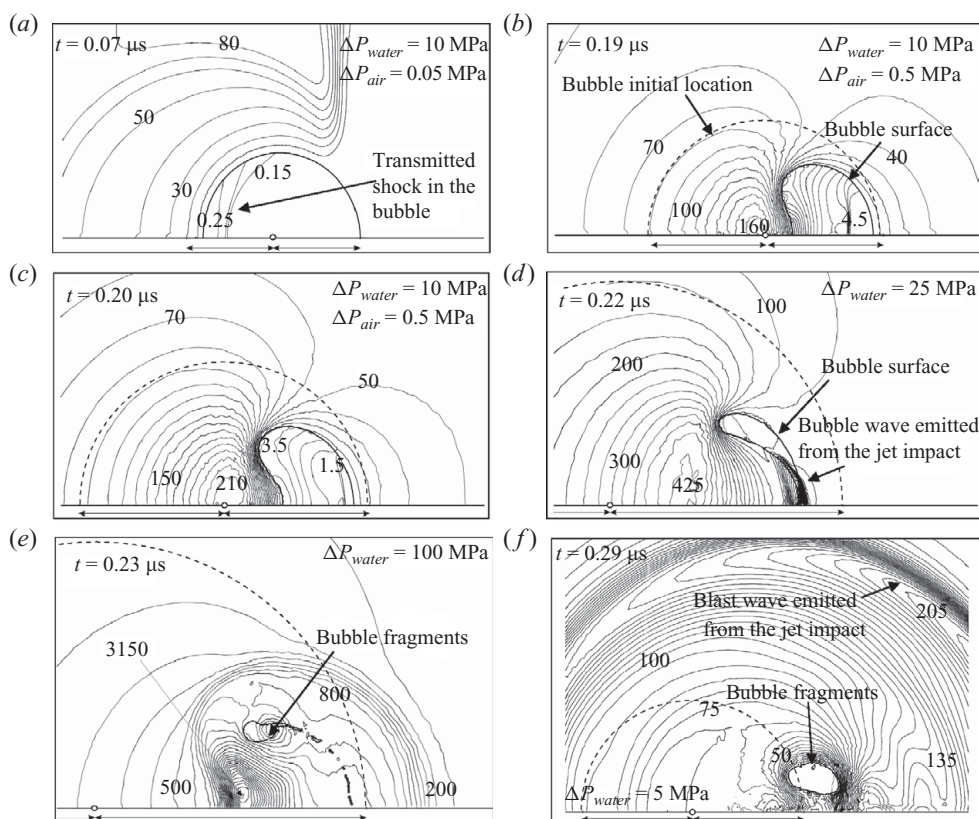 (a)
t = 0.07 μs
80
ΔP_water = 10 MPa
ΔP_air = 0.05 MPa
50
30
0.15
0.25
Transmitted
shock in the
bubble
(b)
t = 0.19 μs
ΔP_water = 10 MPa
ΔP_air = 0.5 MPa
Bubble initial location
Bubble surface
70
40
100
160
4.5
(c)
t = 0.20 μs
ΔP_water = 10 MPa
ΔP_air = 0.5 MPa
70
50
3.5
150
210
1.5
(d)
t = 0.22 μs
100
ΔP_water = 25 MPa
200
Bubble surface
Bubble wave emitted
from the jet impact
300
425
(e)
t = 0.23 μs
ΔP_water = 100 MPa
Bubble fragments
3150
800
500
200
(f)
t = 0.29 μs
Blast wave emitted
from the jet impact
205
100
Bubble fragments
75
50
135
ΔP_water = 5 MPa